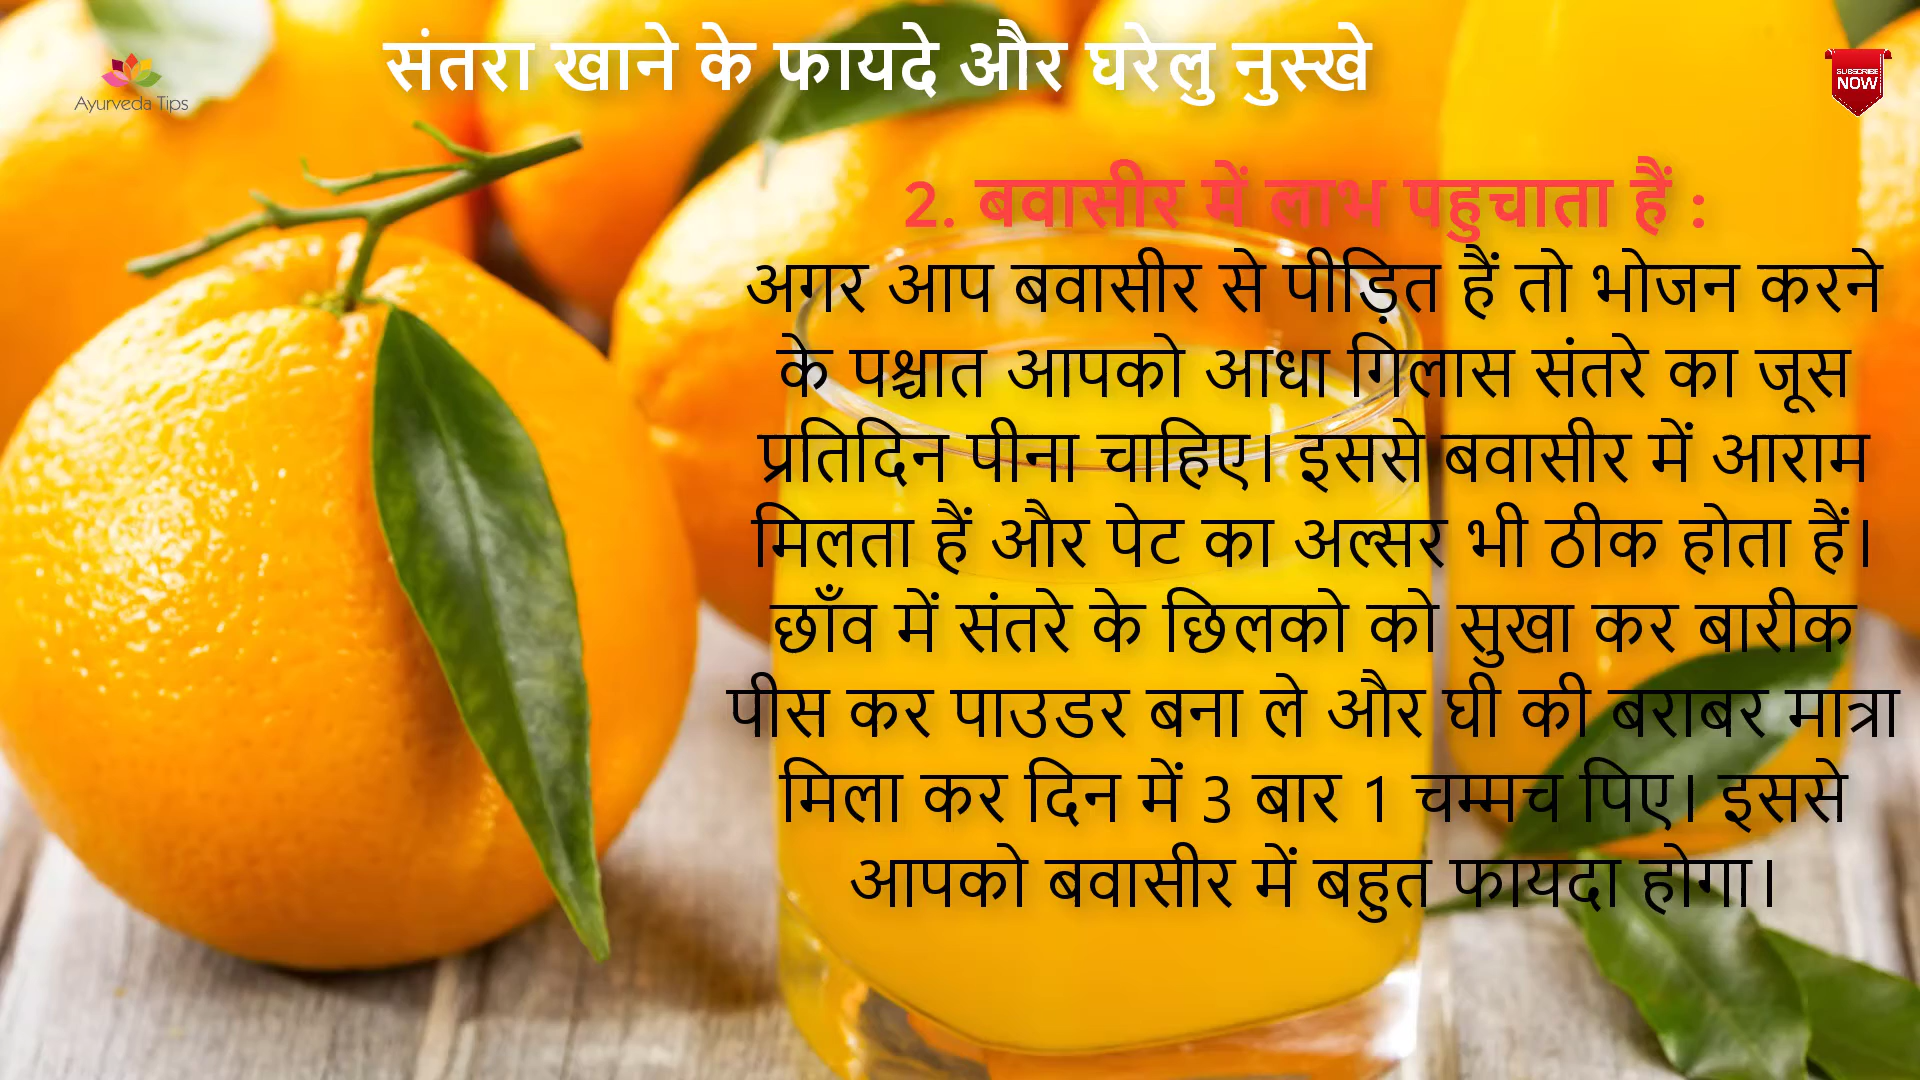 संतरा खाने के फायदे और घरेलु नुस्खे
Ayurveda Tips
SUBSCRIBE
NOW
2. बवासीर में लाभ पहुचाता हैं :
अगर आप बवासीर से पीड़ित हैं तो भोजन करने
के पश्चात आपको आधा गिलास संतरे का जूस
प्रतिदिन पीना चाहिए। इससे बवासीर में आराम
मिलता हैं और पेट का अल्सर भी ठीक होता हैं।
छाँव में संतरे के छिलको को सुखा कर बारीक
पीस कर पाउडर बना ले और घी की बराबर मात्रा
मिला कर दिन में 3 बार 1 चम्मच पिए। इससे
आपको बवासीर में बहुत फायदा होगा।